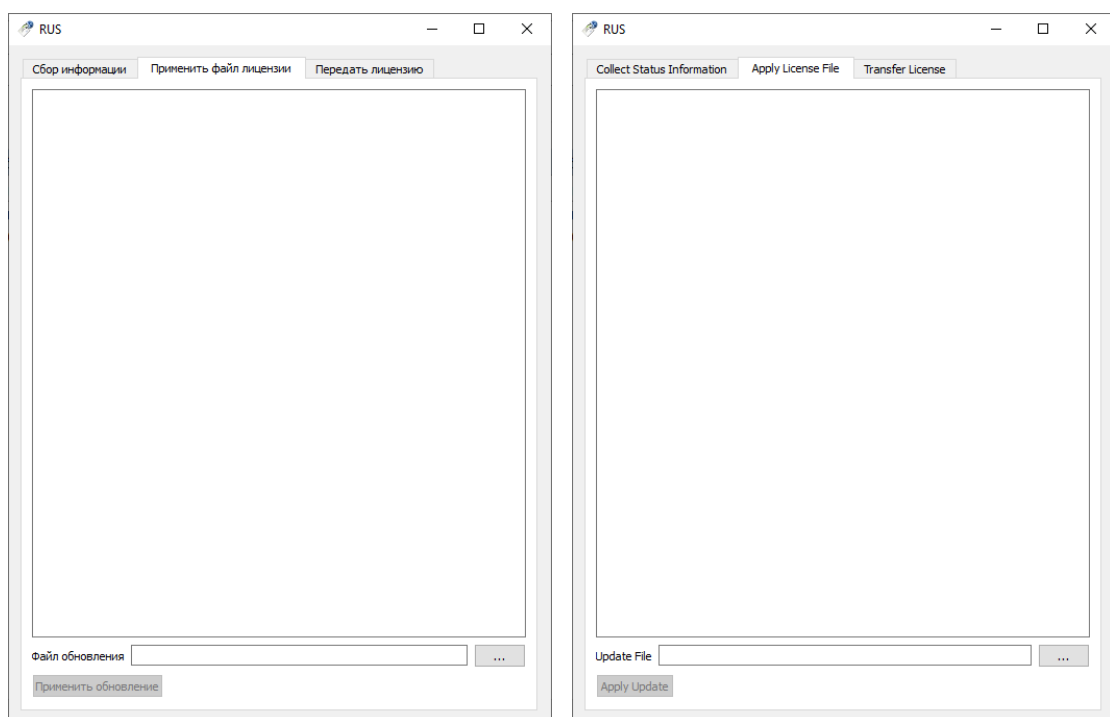 RUS
Сбор информации Применить файл лицензии Передать лицензию
Файл обновления ...
Применить обновление
RUS
Collect Status Information Apply License File Transfer License
Update File ...
Apply Update